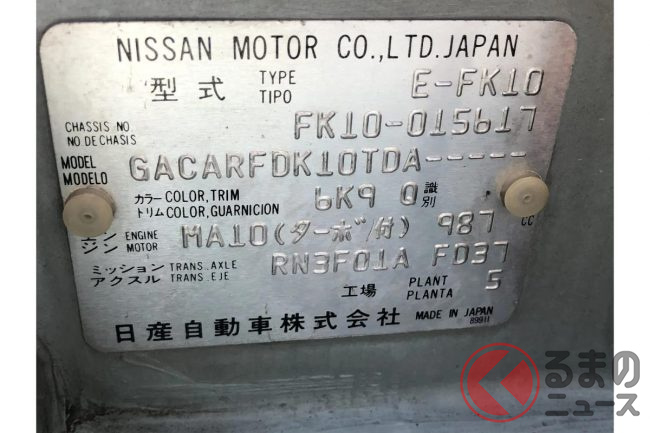 NISSAN MOTOR CO.,LTD.JAPAN
型式 TYPE TIPO E-FK10
CHASSIS NO NO DE CHASIS FK10-015617
MODEL MODELO GACARFDK10TDA-----
カラー COLOR,TRIM トリム COLOR,GUARNICION 6K9 0 識別
ン ジン ENGINE MOTOR MA10(ターボ付) 987 CC
ミッション アクスル TRANS.AXLE TRANS.EJE RN3F01A FD37
工場 PLANT PLANTA 5
日産自動車株式会社 MADE IN JAPAN
くるまのニュース